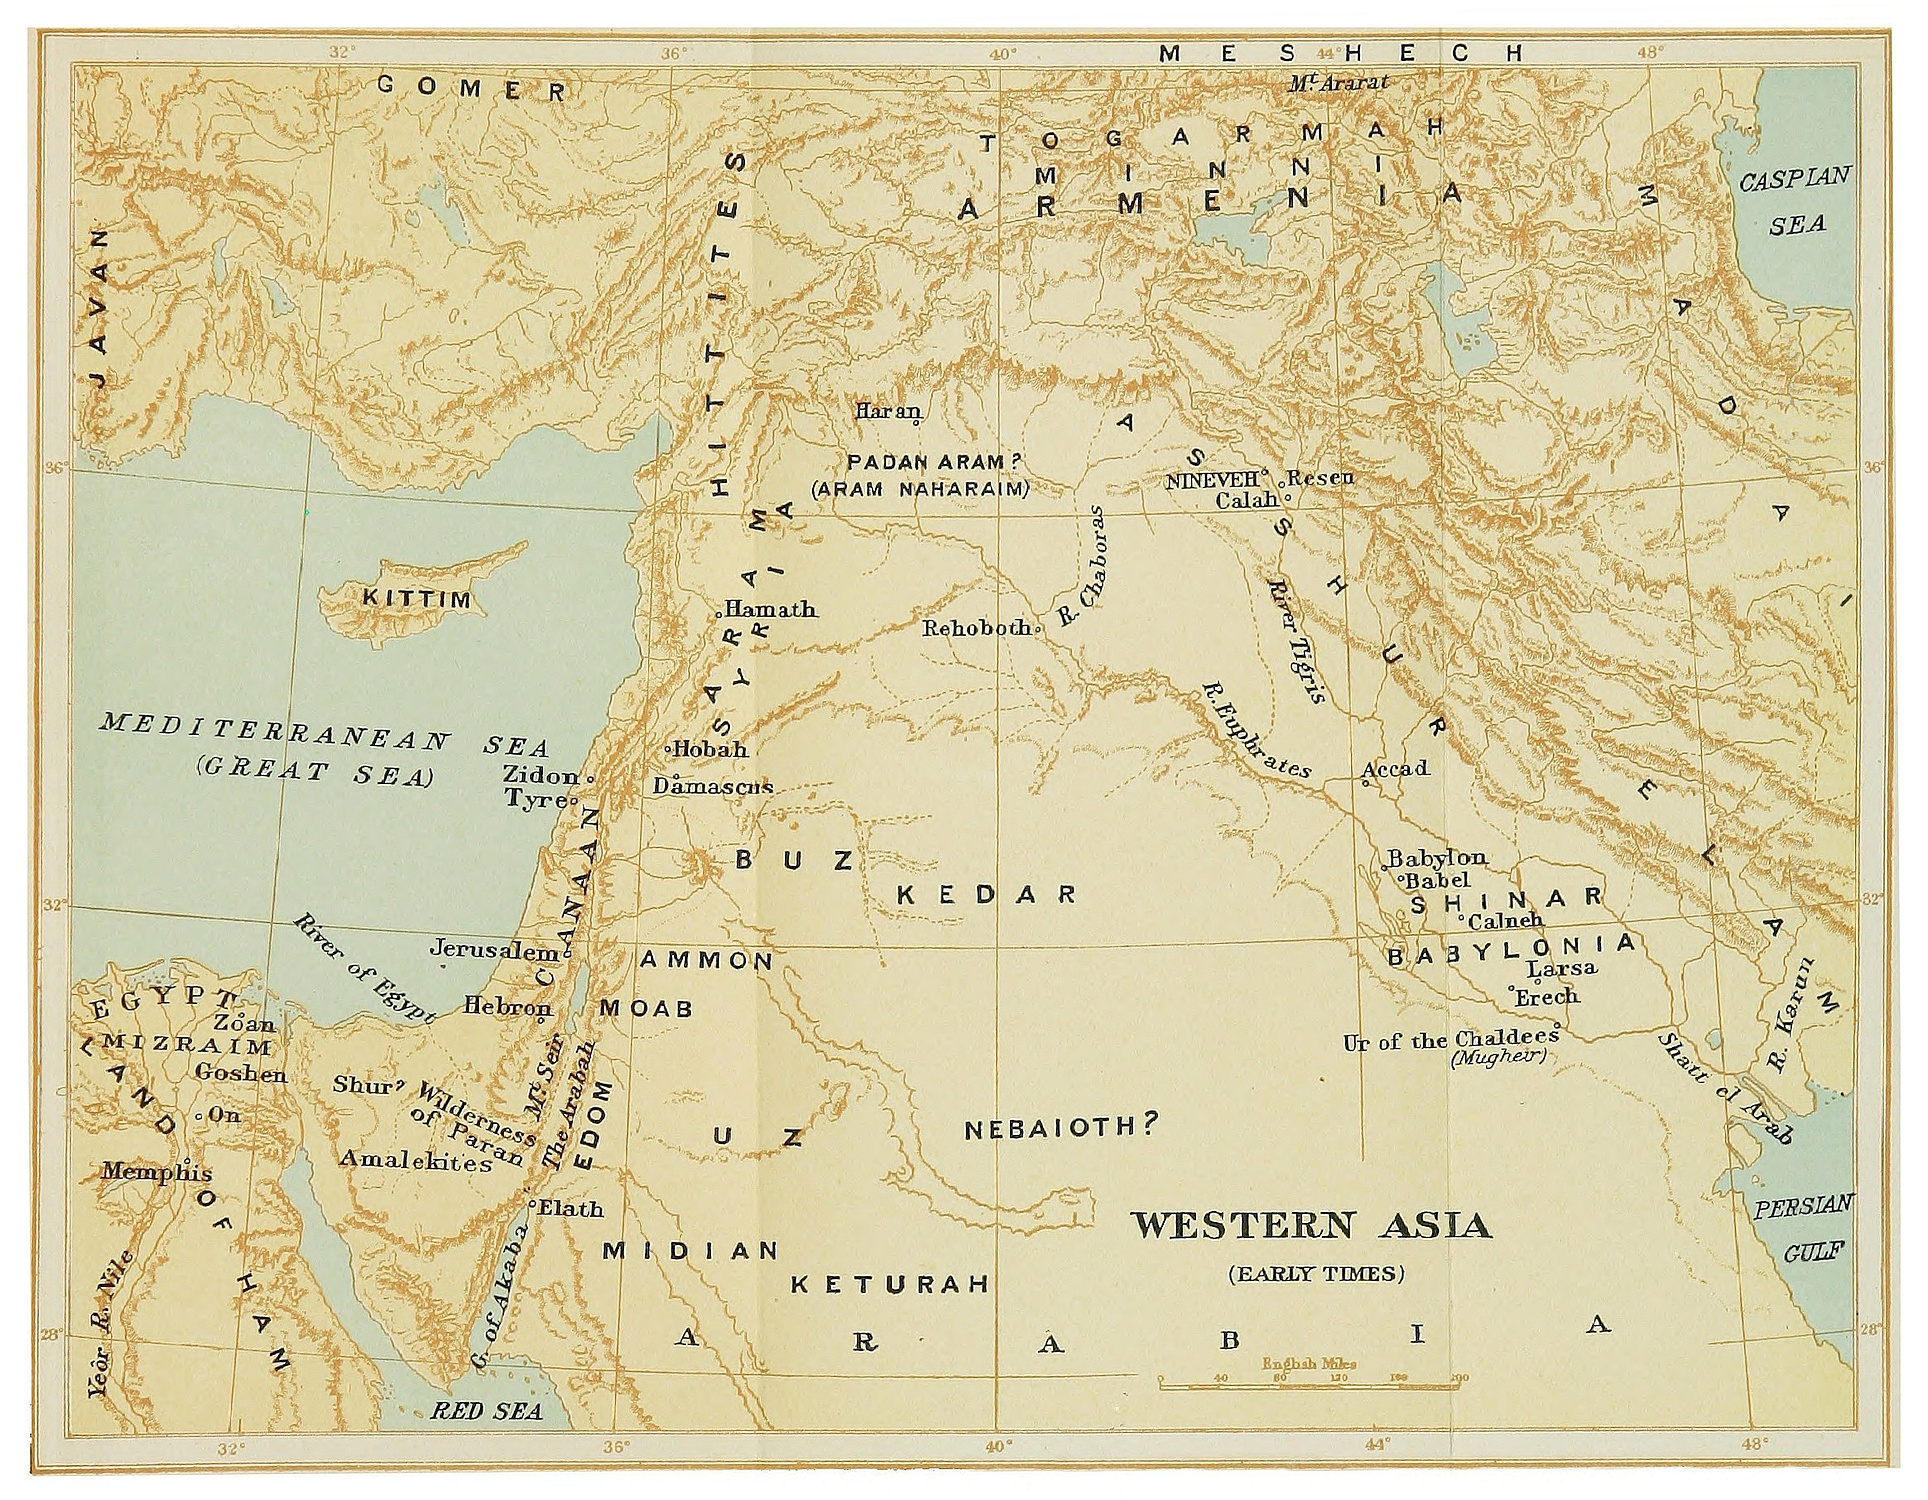 32° 36° 40° 44° 48°
MESHECH
GOMER
Mt. Ararat
TOGARMAH
MINNI
ARMENIA
CASPIAN
SEA
JAVAN
HITTITES
MADAI
Haran
PADAN ARAM?
(ARAM NAHARAIM)
ASSHUR
NINEVEH
Resen
Calah
36°
36°
KITTIM
ARAM
SYRIA
Hamath
Rehoboth
R. Chaboras
River Tigris
R. Euphrates
MEDITERRANEAN SEA
(GREAT SEA)
Zidon
Tyre
Hobah
Damascus
Accad
ELAM
CANAAN
BUZ
KEDAR
Babylon
Babel
SHINAR
Calneh
BABYLONIA
Larsa
Erech
32°
32°
River of Egypt
Jerusalem
Hebron
AMMON
MOAB
Ur of the Chaldees
(Mugheir)
R. Karun
Shatt el Arab
EGYPT
Zoan
MIZRAIM
Goshen
LAND OF HAM
On
Memphis
Shur?
Wilderness
of Paran
Amalekites
Mt. Seir
The Arabah
EDOM
UZ
NEBAIOTH?
Elath
G. of Akaba
Yeôr R. Nile
MIDIAN
KETURAH
WESTERN ASIA
(EARLY TIMES)
PERSIAN
GULF
ARABIA
28°
28°
English Miles
0 40 80 120 160 200
RED SEA
32° 36° 40° 44° 48°